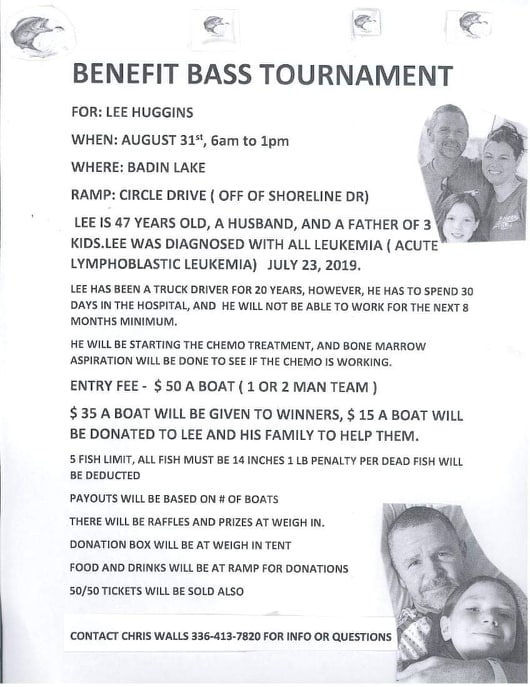 BENEFIT BASS TOURNAMENT
FOR: LEE HUGGINS
WHEN: AUGUST 31st, 6am to 1pm
WHERE: BADIN LAKE
RAMP: CIRCLE DRIVE ( OFF OF SHORELINE DR)
LEE IS 47 YEARS OLD, A HUSBAND, AND A FATHER OF 3
KIDS.LEE WAS DIAGNOSED WITH ALL LEUKEMIA ( ACUTE
LYMPHOBLASTIC LEUKEMIA) JULY 23, 2019.
LEE HAS BEEN A TRUCK DRIVER FOR 20 YEARS, HOWEVER, HE HAS TO SPEND 30
DAYS IN THE HOSPITAL, AND HE WILL NOT BE ABLE TO WORK FOR THE NEXT 8
MONTHS MINIMUM.
HE WILL BE STARTING THE CHEMO TREATMENT, AND BONE MARROW
ASPIRATION WILL BE DONE TO SEE IF THE CHEMO IS WORKING.
ENTRY FEE - $ 50 A BOAT ( 1 OR 2 MAN TEAM )
$ 35 A BOAT WILL BE GIVEN TO WINNERS, $ 15 A BOAT WILL
BE DONATED TO LEE AND HIS FAMILY TO HELP THEM.
5 FISH LIMIT, ALL FISH MUST BE 14 INCHES 1 LB PENALTY PER DEAD FISH WILL
BE DEDUCTED
PAYOUTS WILL BE BASED ON # OF BOATS
THERE WILL BE RAFFLES AND PRIZES AT WEIGH IN.
DONATION BOX WILL BE AT WEIGH IN TENT
FOOD AND DRINKS WILL BE AT RAMP FOR DONATIONS
50/50 TICKETS WILL BE SOLD ALSO
CONTACT CHRIS WALLS 336-413-7820 FOR INFO OR QUESTIONS